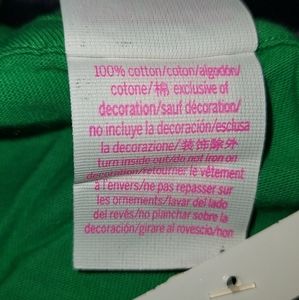 100% cotton/coton/algodón/
cotone/棉 exclusive of
decoration/sauf décoration/
no incluye la decoración/esclusa
la decorazione/装饰除外
turn inside out/do not iron on
decoration/retourner le vêtement
à l'envers/ne pas repasser sur
les ornements/lavar del lado
del revés/no planchar sobre la
decoración/girare al rovescio/non